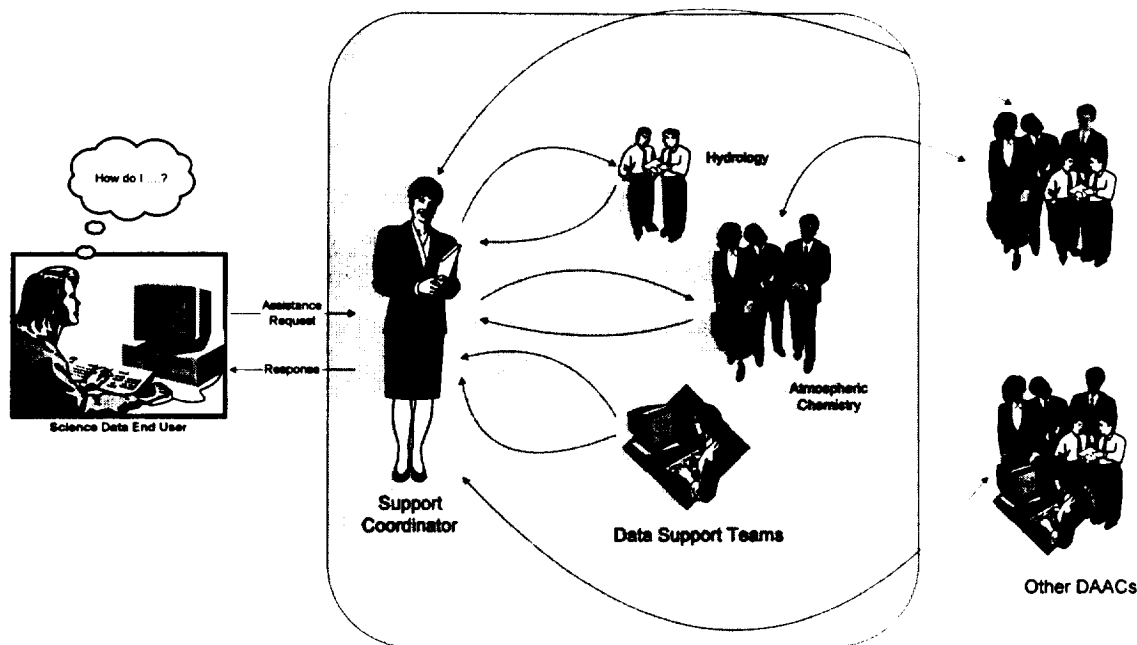 How do I ....?
Hydrology
Assistance
Request
Response
Science Data End User
Atmospheric
Chemistry
Support
Coordinator
Data Support Teams
Other DAACs